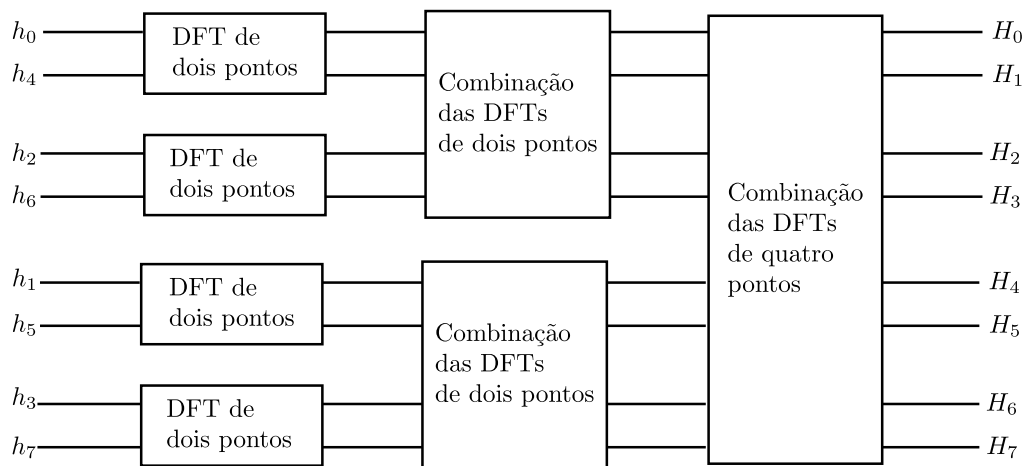 h₀
h₄
h₂
h₆
h₁
h₅
h₃
h₇
DFT de
dois pontos
DFT de
dois pontos
DFT de
dois pontos
DFT de
dois pontos
Combinação
das DFTs
de dois pontos
Combinação
das DFTs
de dois pontos
Combinação
das DFTs
de quatro
pontos
H₀
H₁
H₂
H₃
H₄
H₅
H₆
H₇